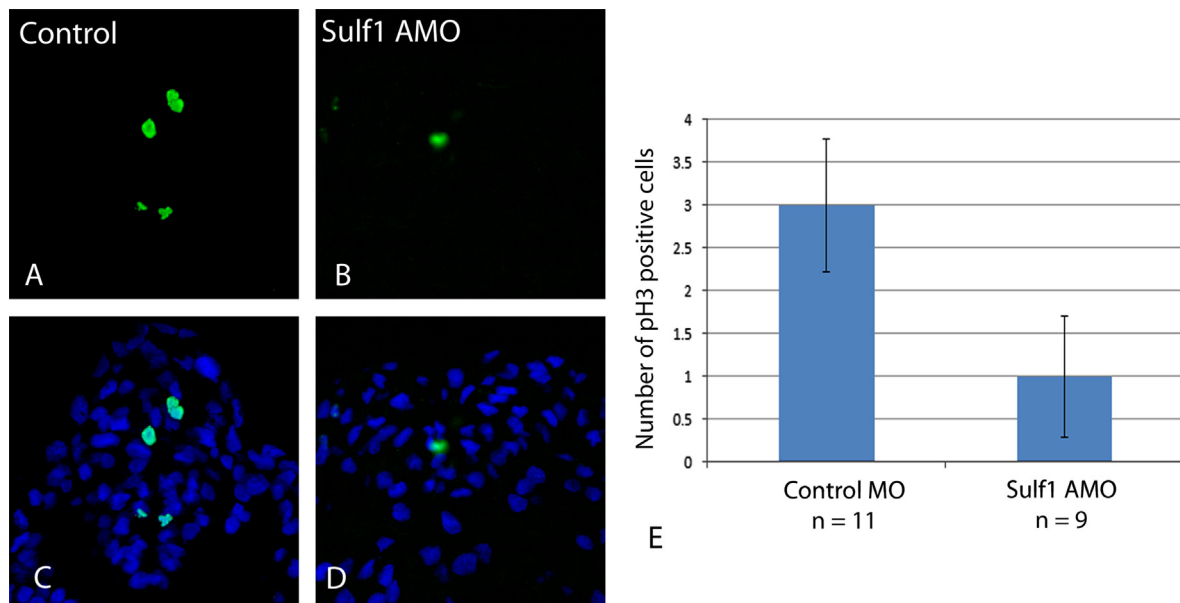 Control
Sulf1 AMO
A
B
C
D
Number of pH3 positive cells
4
3.5
3
2.5
2
1.5
1
0.5
0
Control MO
n = 11
Sulf1 AMO
n = 9
E